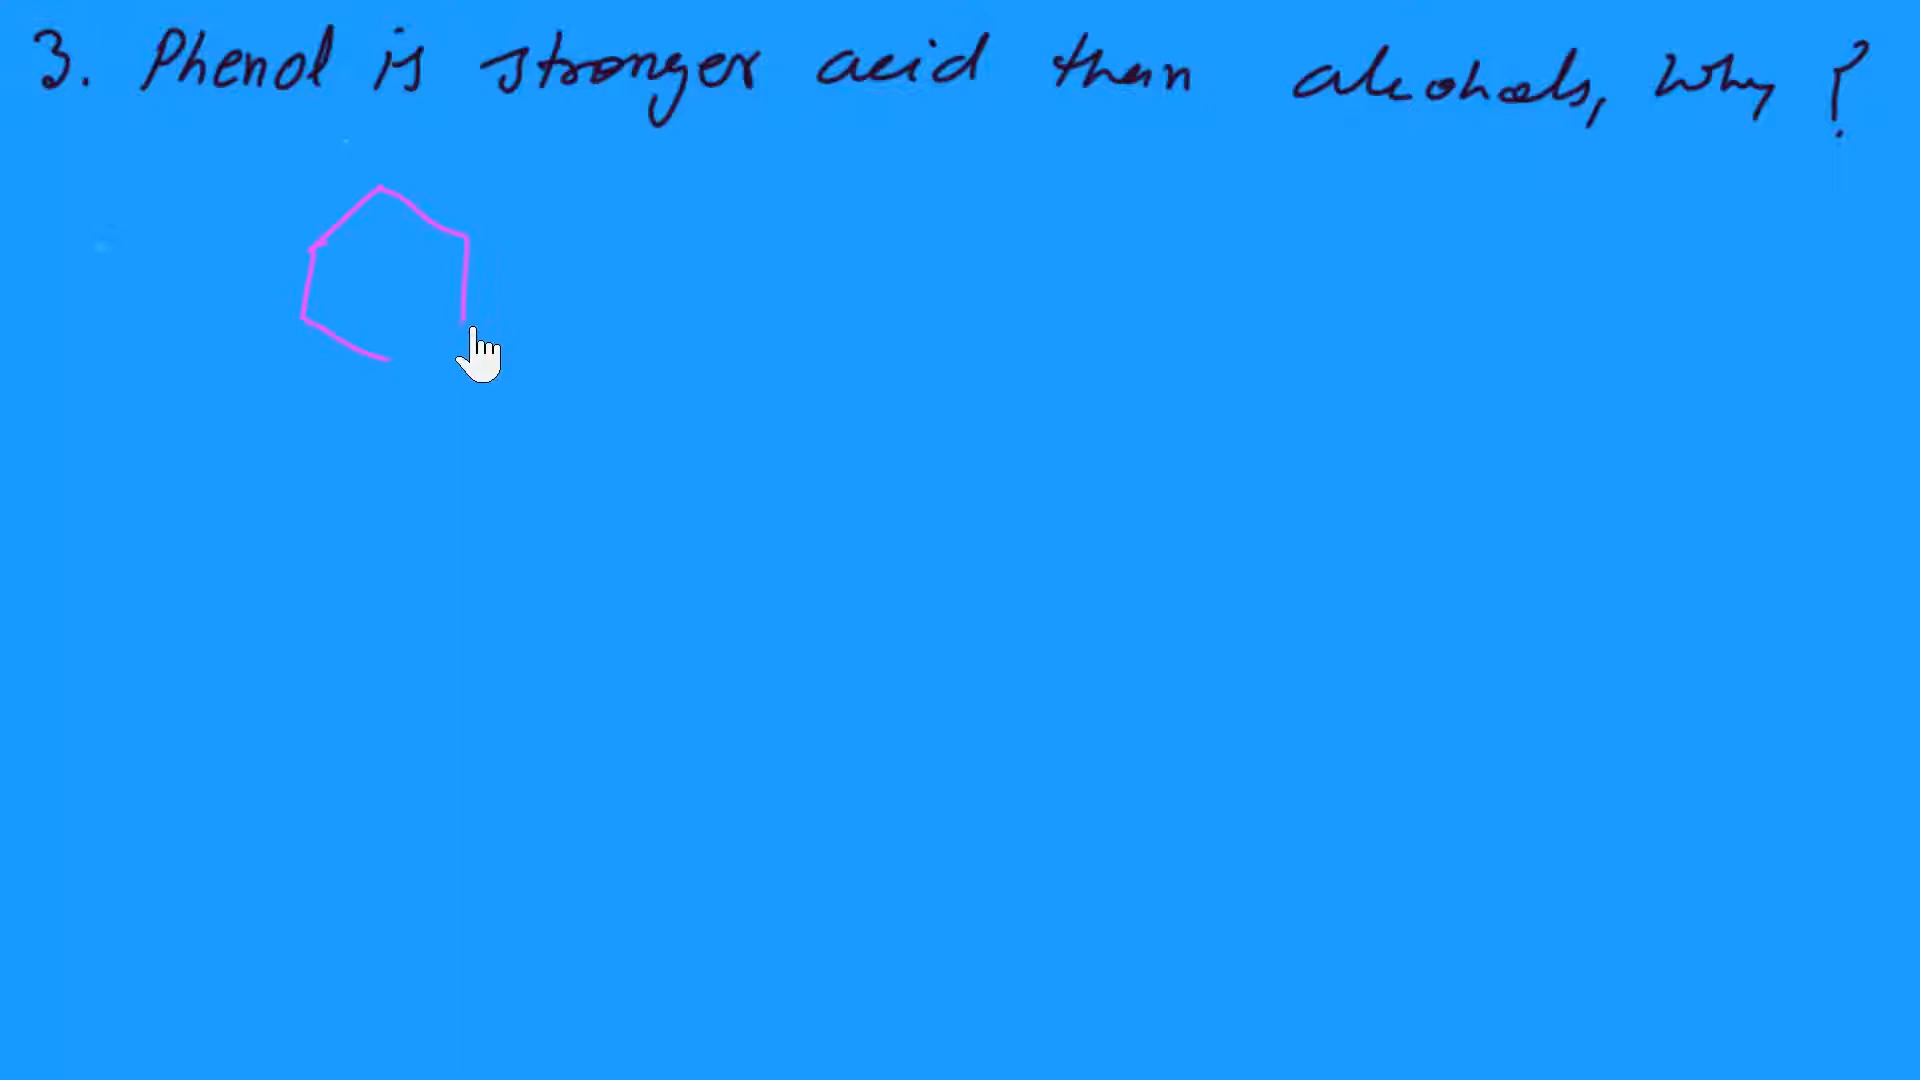 3. Phenol is stronger acid than alcohols, why ?